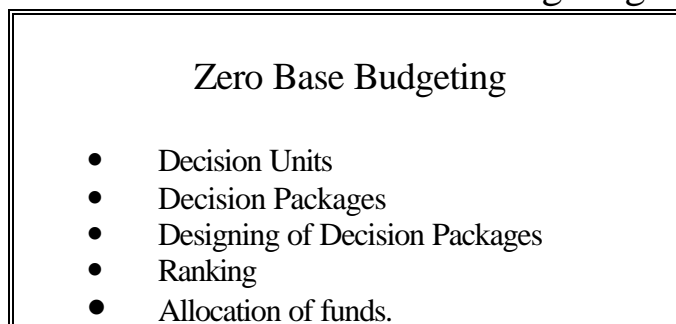 Zero Base Budgeting
• Decision Units
• Decision Packages
• Designing of Decision Packages
• Ranking
• Allocation of funds.